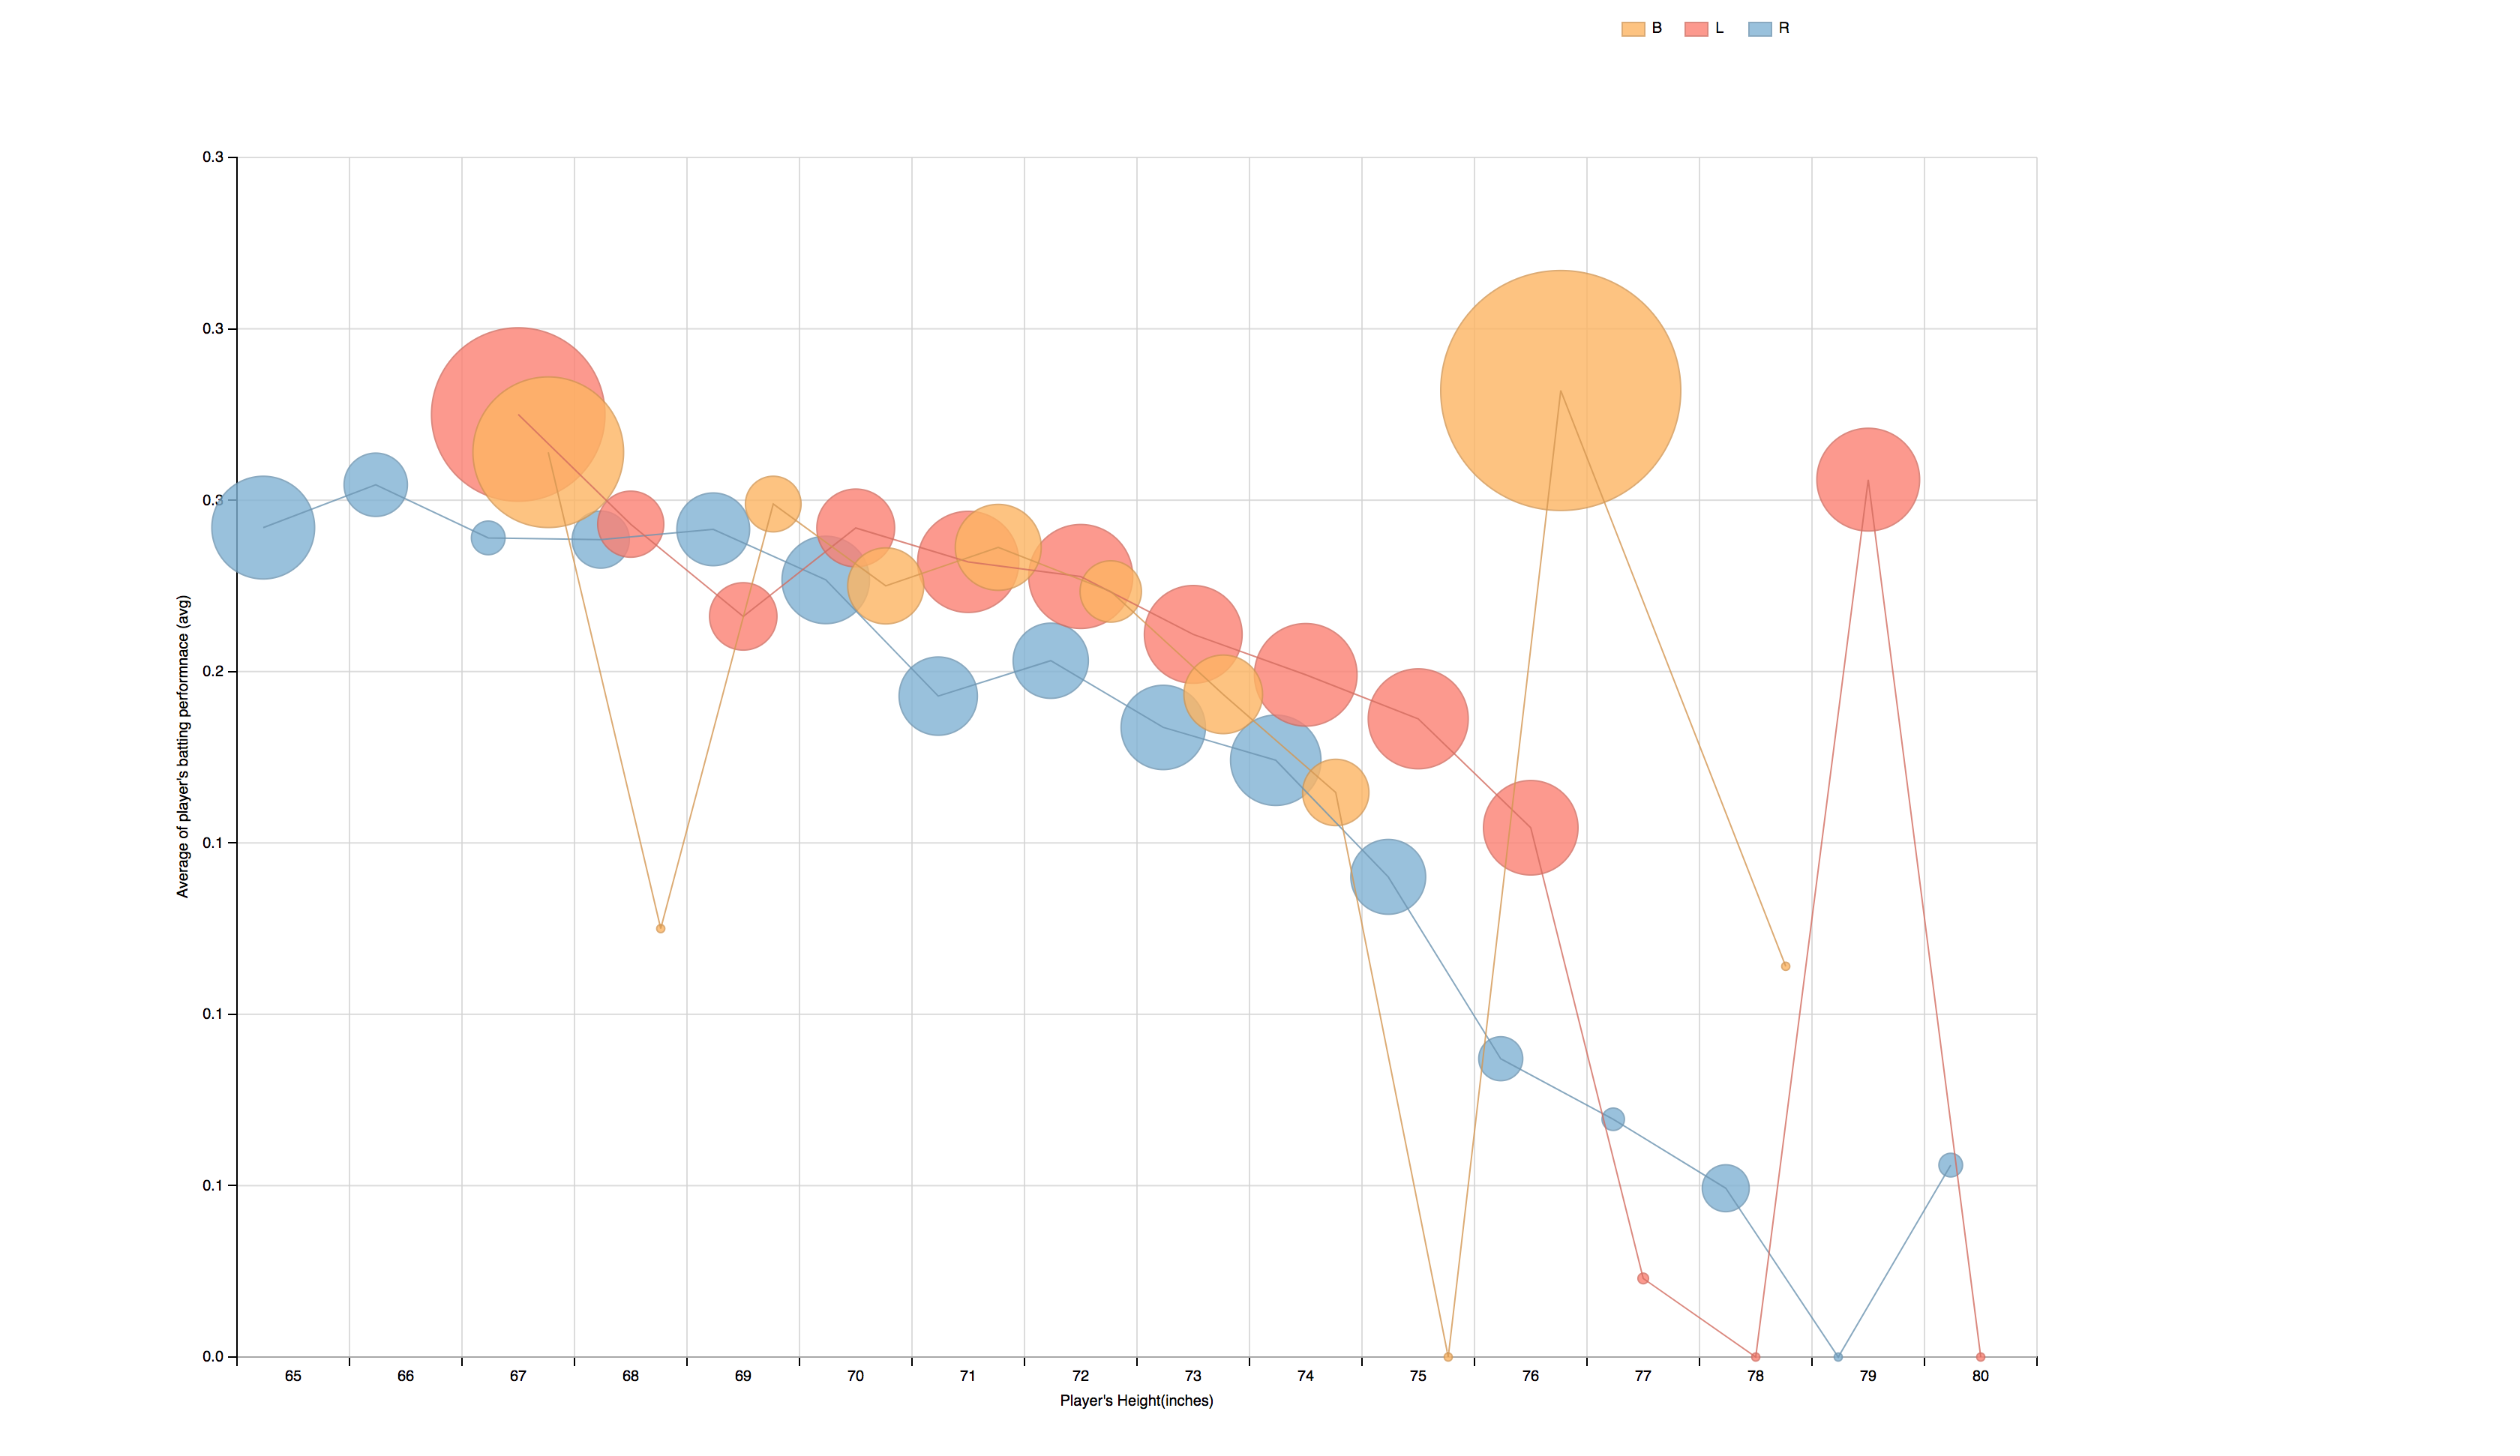 B L R
0.3
0.3
0.3
0.2
0.1
0.1
0.1
0.0
Average of player's batting performnace (avg)
65 66 67 68 69 70 71 72 73 74 75 76 77 78 79 80
Player's Height(inches)